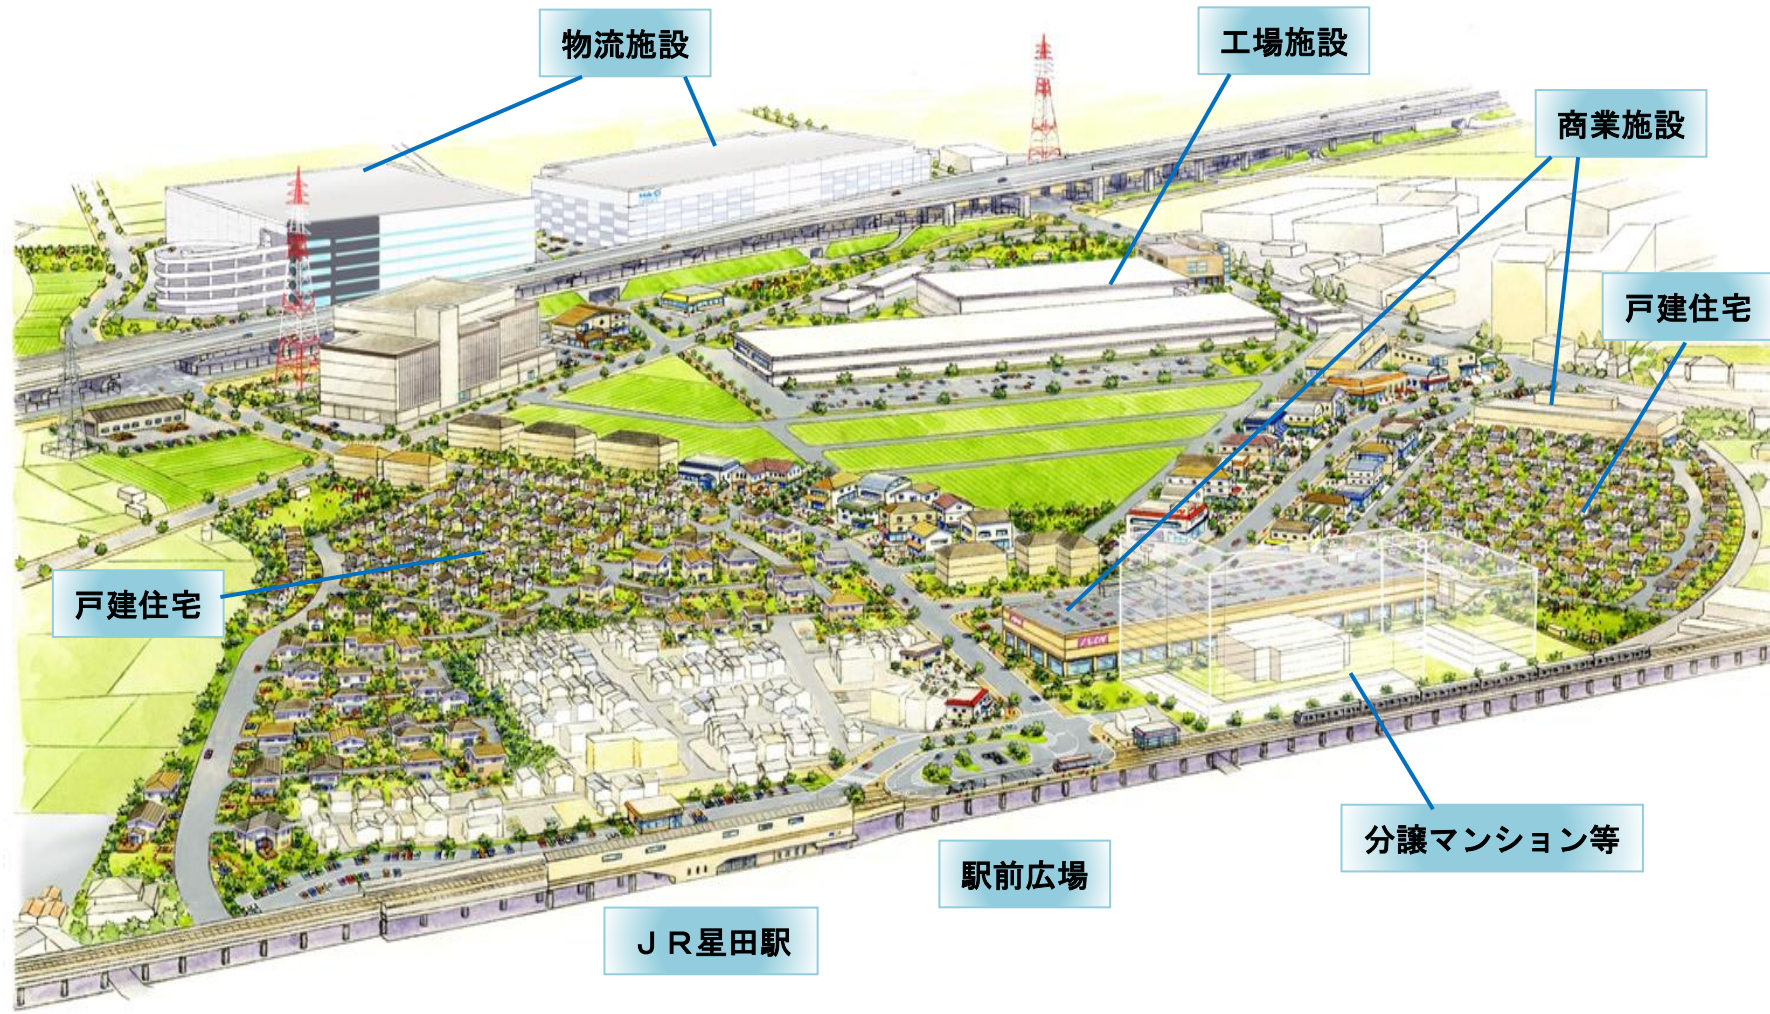 物流施設
工場施設
商業施設
戸建住宅
戸建住宅
分譲マンション等
駅前広場
ＪＲ星田駅